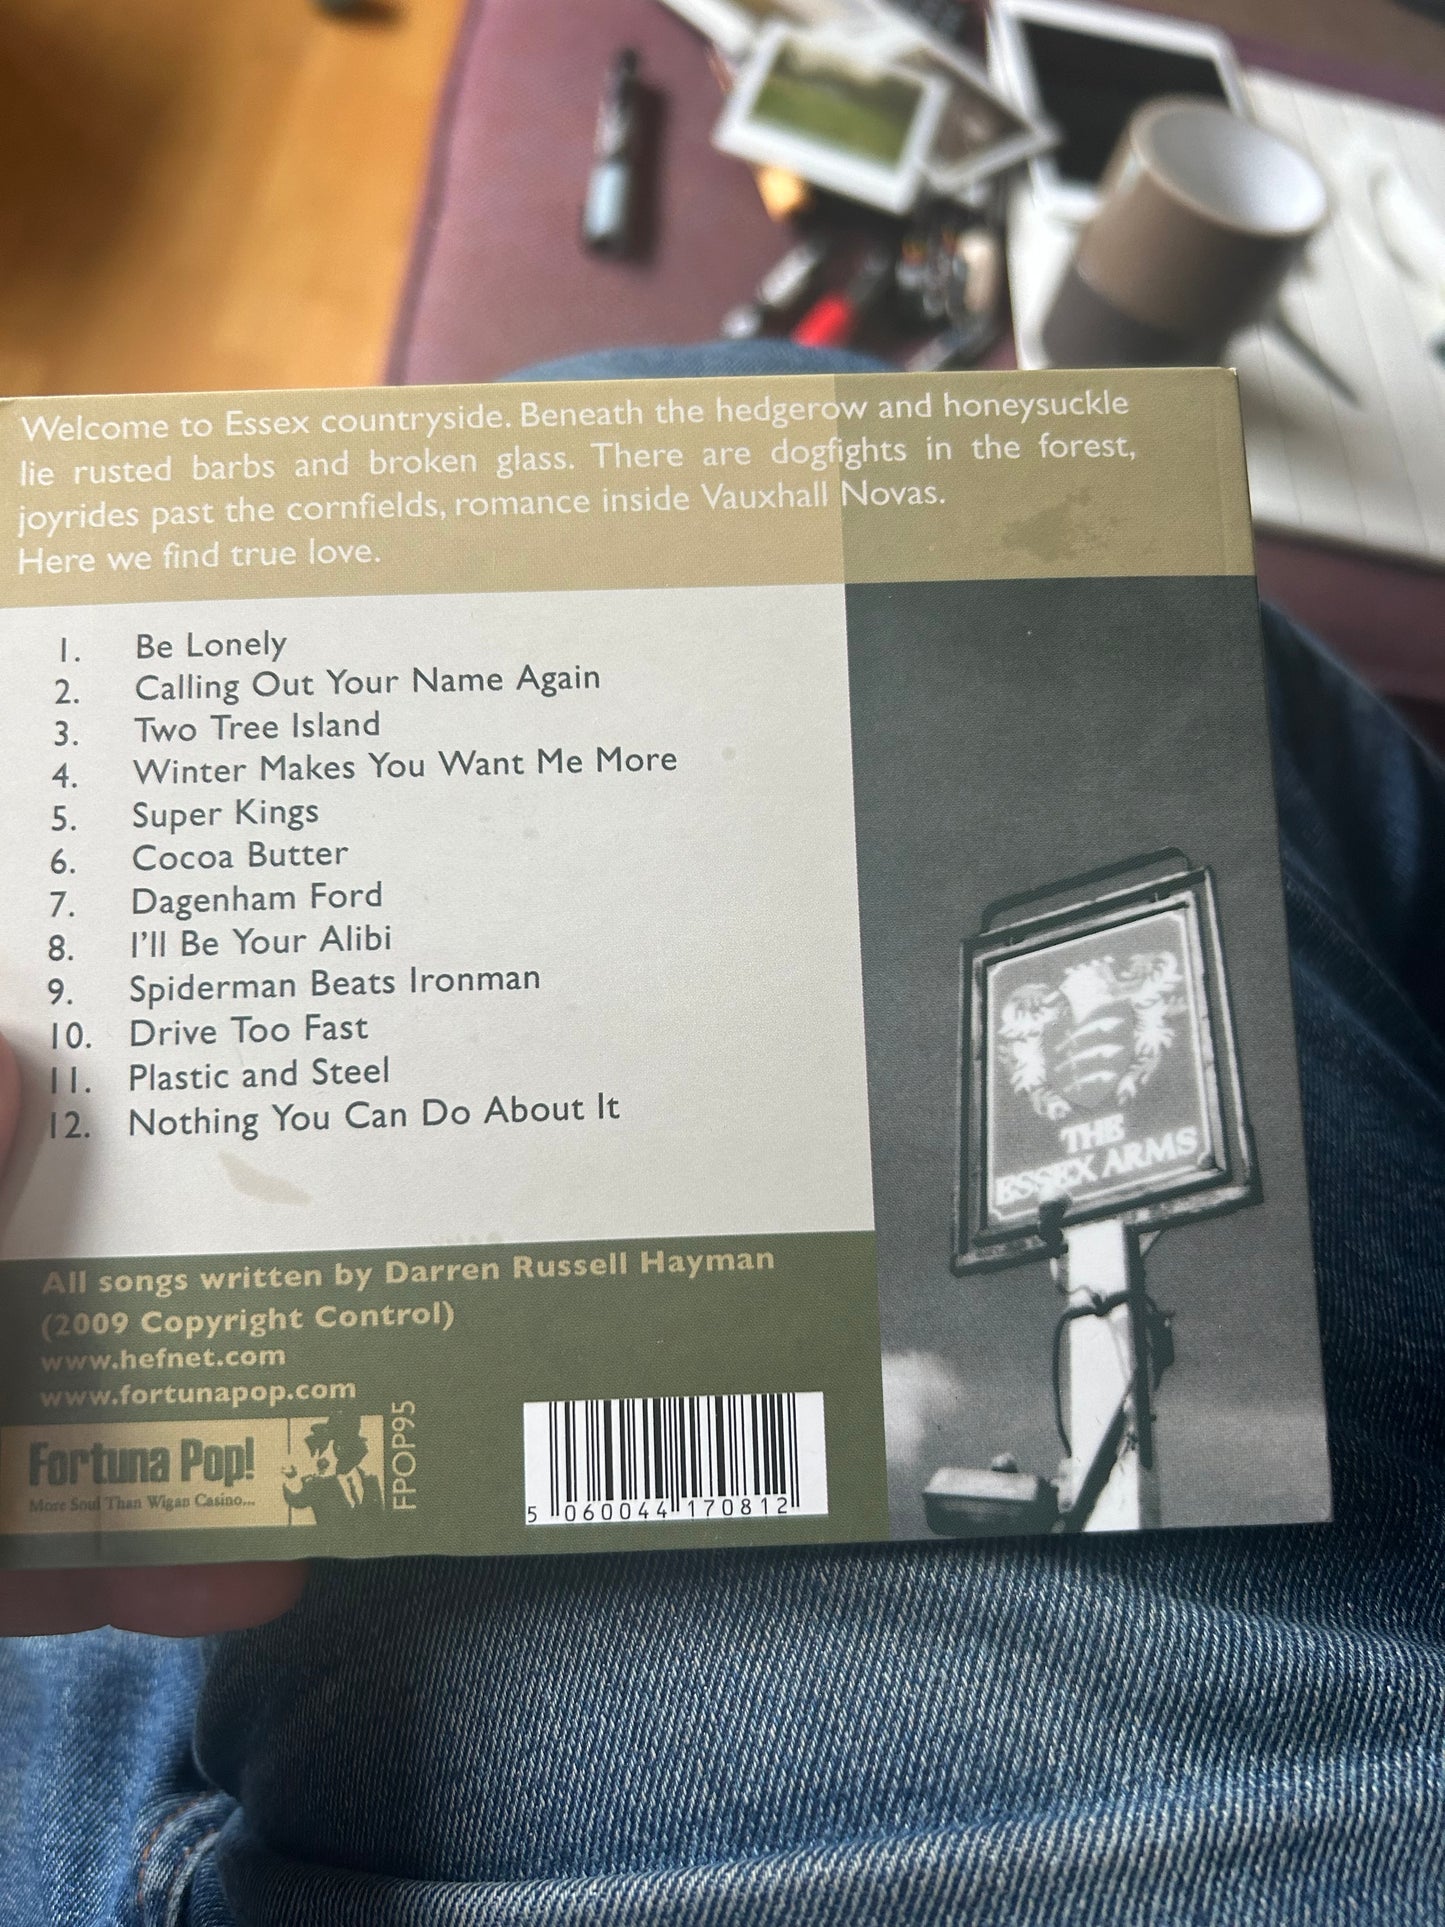 Welcome to Essex countryside. Beneath the hedgerow and honeysuckle
lie rusted barbs and broken glass. There are dogfights in the forest,
joyrides past the cornfields, romance inside Vauxhall Novas.
Here we find true love.
1. Be Lonely
2. Calling Out Your Name Again
3. Two Tree Island
4. Winter Makes You Want Me More
5. Super Kings
6. Cocoa Butter
7. Dagenham Ford
8. I'll Be Your Alibi
9. Spiderman Beats Ironman
10. Drive Too Fast
11. Plastic and Steel
12. Nothing You Can Do About It
THE
ESSEX ARMS
All songs written by Darren Russell Hayman
(2009 Copyright Control)
www.hefnet.com
www.fortunapop.com
Fortuna Pop!
More Soul Than Wigan Casino...
FPOP95
5 060044 170812